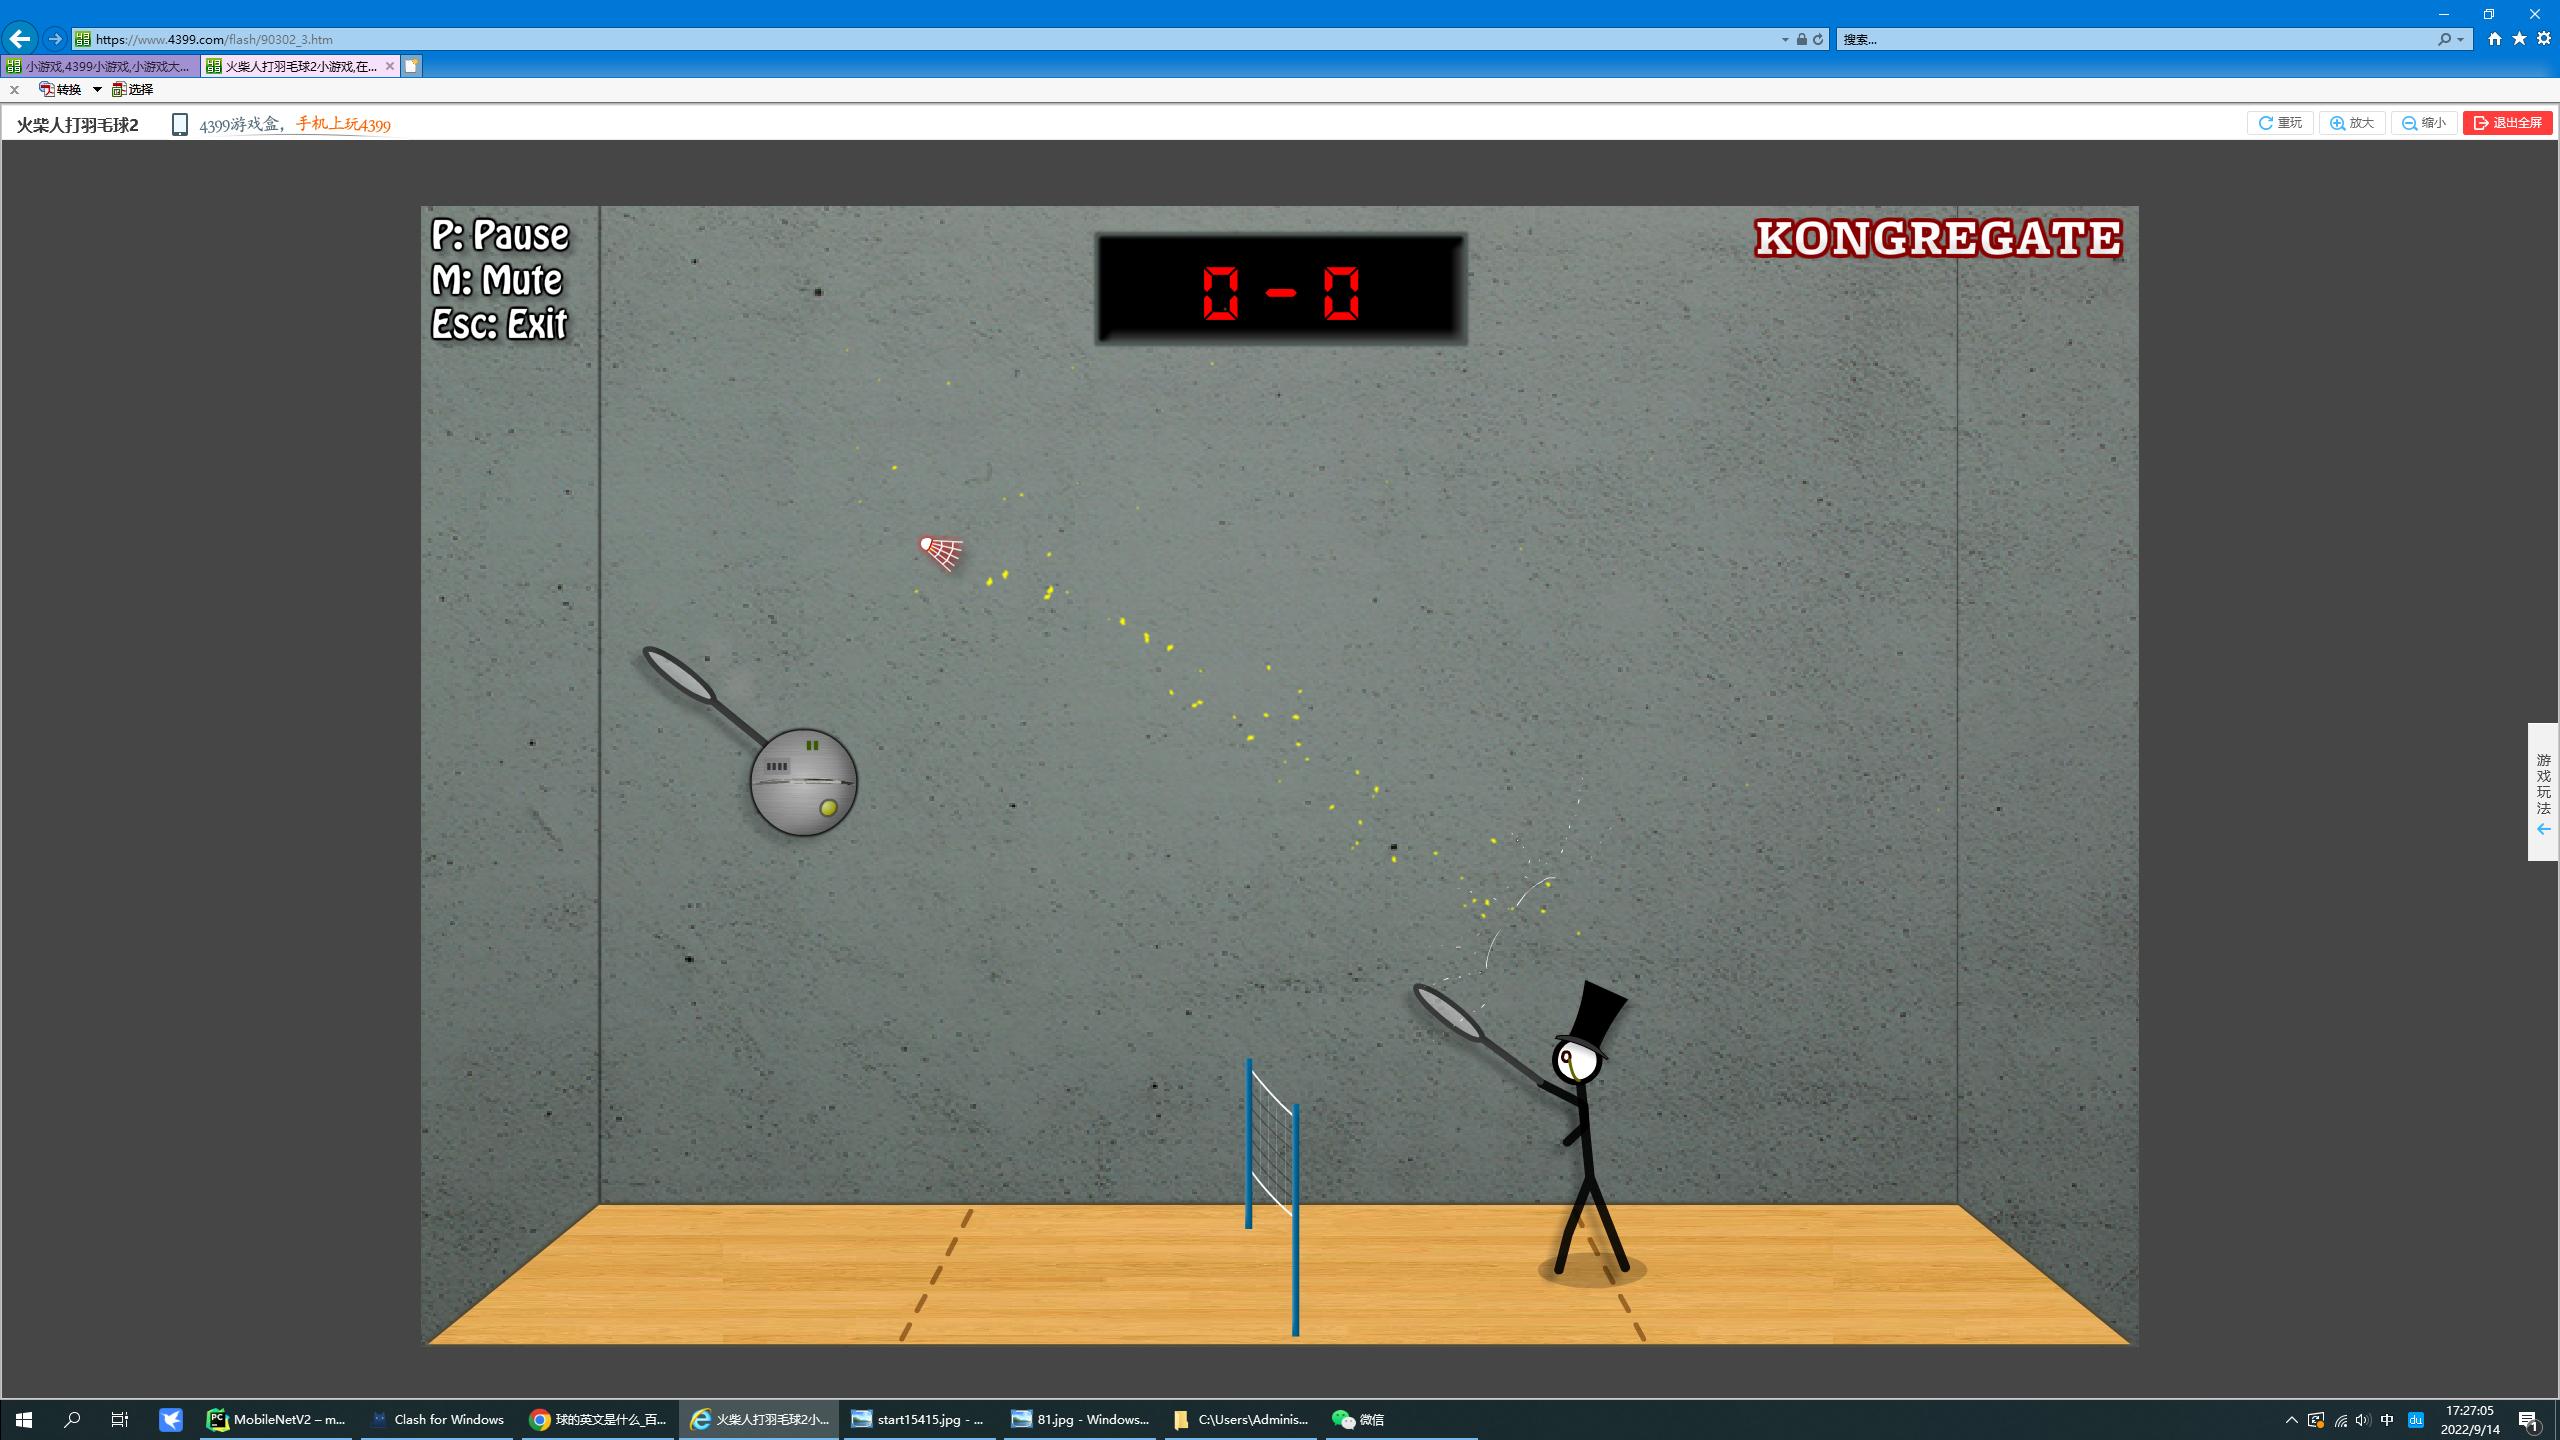 https://www.4399.com/flash/90302_3.htm
搜索...
小游戏,4399小游戏,小游戏大...
火柴人打羽毛球2小游戏,在...
转换
选择
火柴人打羽毛球2
4399游戏盒，手机上玩4399
重玩
放大
缩小
退出全屏
P: Pause
M: Mute
Esc: Exit
0-0
KONGREGATE
游戏玩法
MobileNetV2 – m...
Clash for Windows
球的英文是什么_百...
火柴人打羽毛球2小...
start15415.jpg - ...
81.jpg - Windows...
C:\Users\Adminis...
微信
中
du
17:27:05
2022/9/14
1